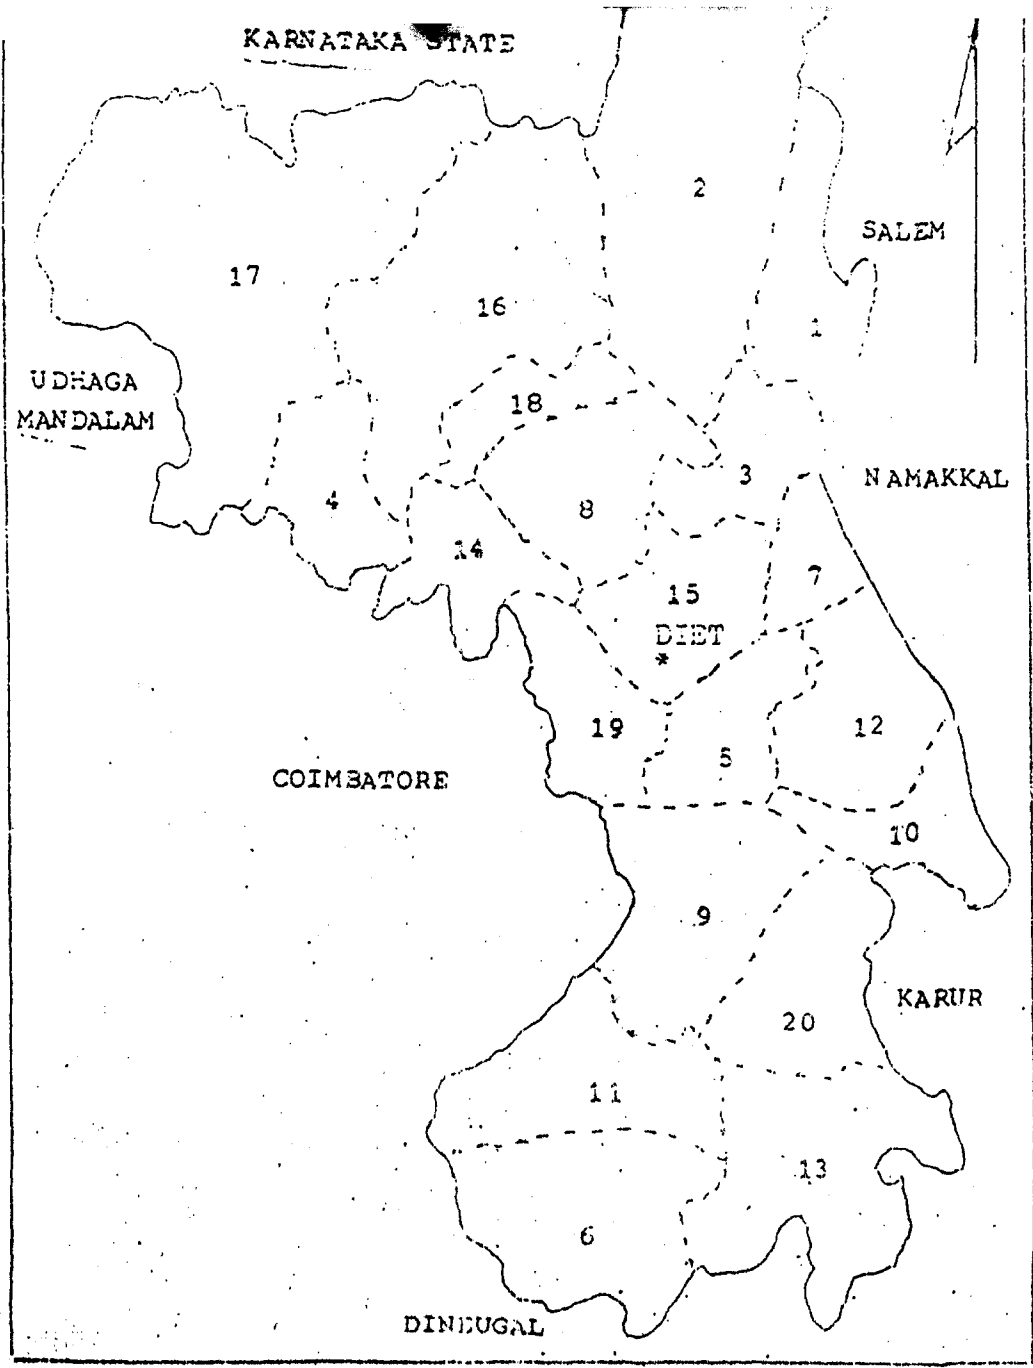 KARNATAKA STATE
2
SALEM
17
16
1
UDHAGA
MANDALAM
18
3
NAMAKKAL
4
8
14
7
15
DIET
*
19
12
5
COIMBATORE
10
9
KARUR
20
11
13
6
DINEUGAL